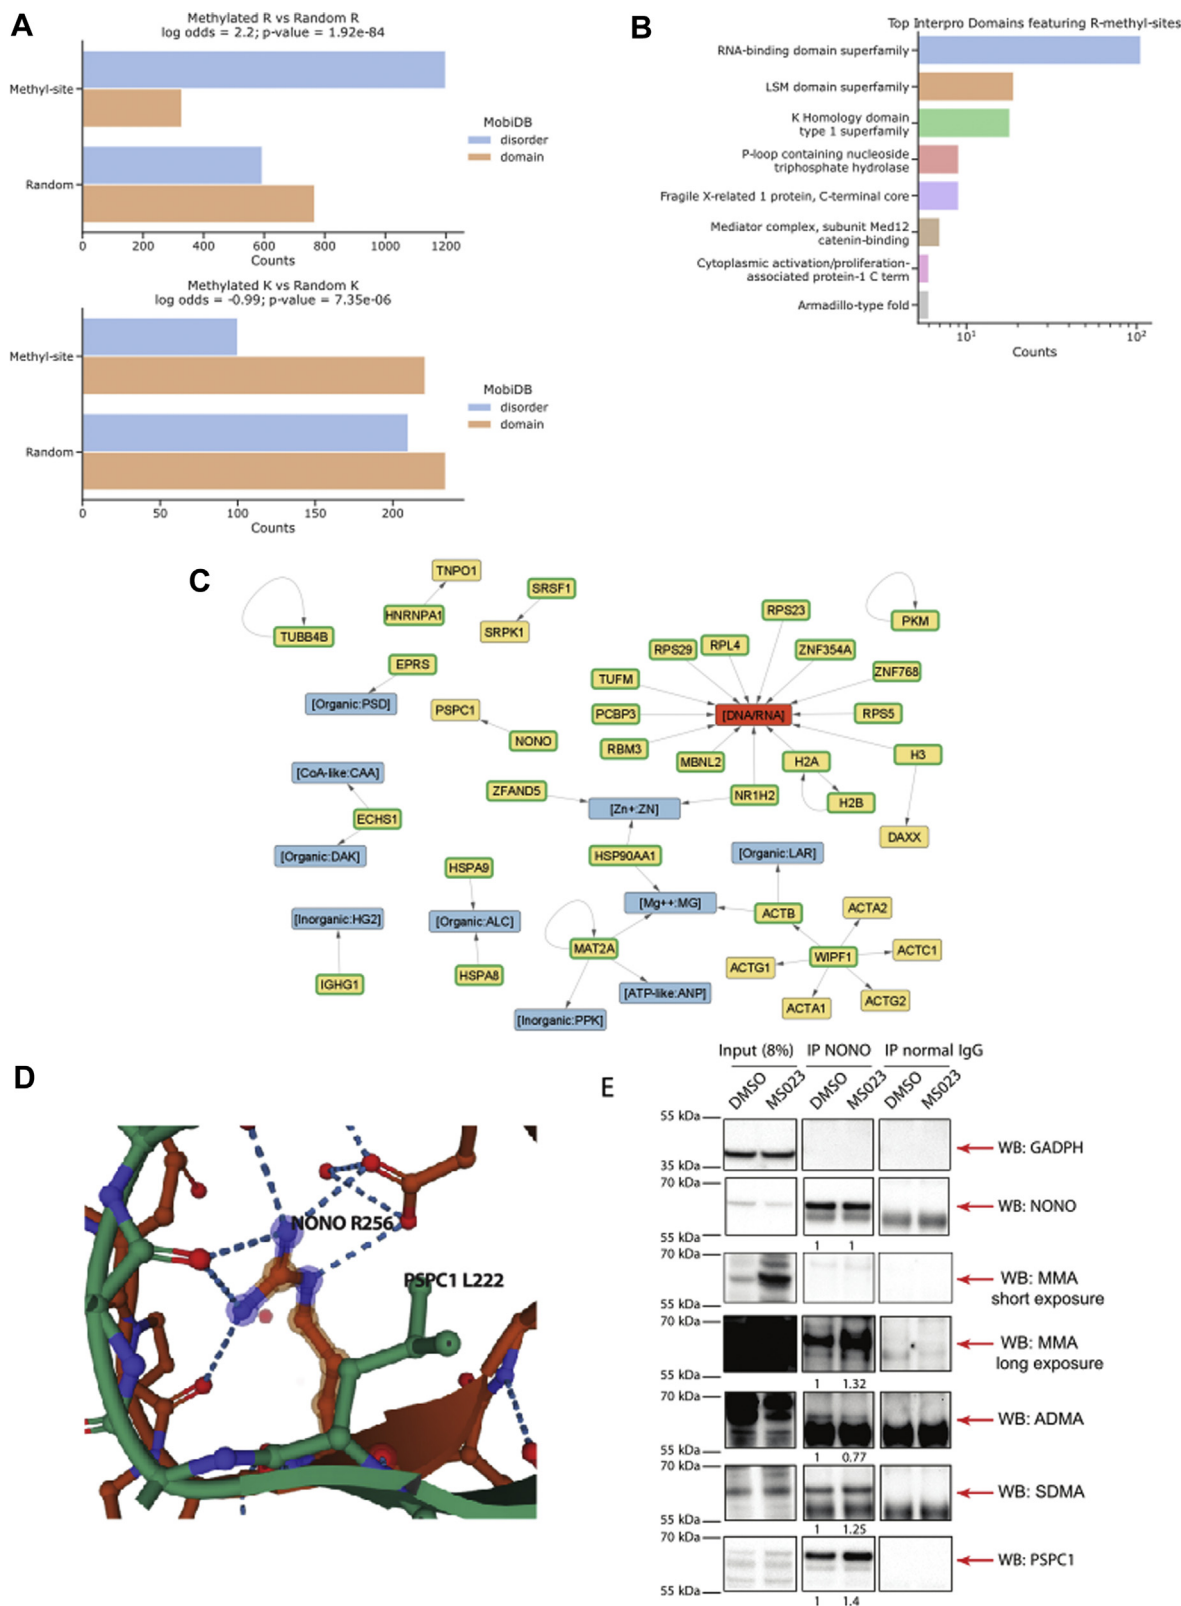 A
Methylated R vs Random R
log odds = 2.2; p-value = 1.92e-84
Methyl-site
Random
MobiDB
disorder
domain
0 200 400 600 800 1000 1200
Counts
Methylated K vs Random K
log odds = -0.99; p-value = 7.35e-06
Methyl-site
Random
MobiDB
disorder
domain
0 50 100 150 200
Counts
B
Top Interpro Domains featuring R-methyl-sites
RNA-binding domain superfamily
LSM domain superfamily
K Homology domain
type 1 superfamily
P-loop containing nucleoside
triphosphate hydrolase
Fragile X-related 1 protein, C-terminal core
Mediator complex, subunit Med12
catenin-binding
Cytoplasmic activation/proliferation-
associated protein-1 C term
Armadillo-type fold
10¹ 10²
Counts
C
TNPO1
HNRNPA1
SRSF1
SRPK1
TUBB4B
EPRS
[Organic:PSD]
PSPC1
NONO
[CoA-like:CAA]
ECHS1
[Organic:DAK]
[Inorganic:HG2]
IGHG1
HSPA9
[Organic:ALC]
HSPA8
RPS23
PKM
RPS29
RPL4
ZNF354A
ZNF768
TUFM
PCBP3
[DNA/RNA]
RPS5
RBM3
MBNL2
H2A
H3
ZFAND5
[Zn+:ZN]
NR1H2
H2B
DAXX
HSP90AA1
[Organic:LAR]
[Mg++:MG]
ACTB
ACTA2
MAT2A
WIPF1
ACTC1
ACTG1
[ATP-like:ANP]
ACTA1
ACTG2
[Inorganic:PPK]
D
NONO R256
PSPC1 L222
E
Input (8%) IP NONO IP normal IgG
DMSO MS023 DMSO MS023 DMSO MS023
55 kDa
35 kDa
WB: GADPH
70 kDa
55 kDa
WB: NONO
1 1
70 kDa
55 kDa
WB: MMA
short exposure
70 kDa
55 kDa
WB: MMA
long exposure
1 1.32
70 kDa
55 kDa
WB: ADMA
1 0.77
70 kDa
55 kDa
WB: SDMA
1 1.25
70 kDa
55 kDa
WB: PSPC1
1 1.4